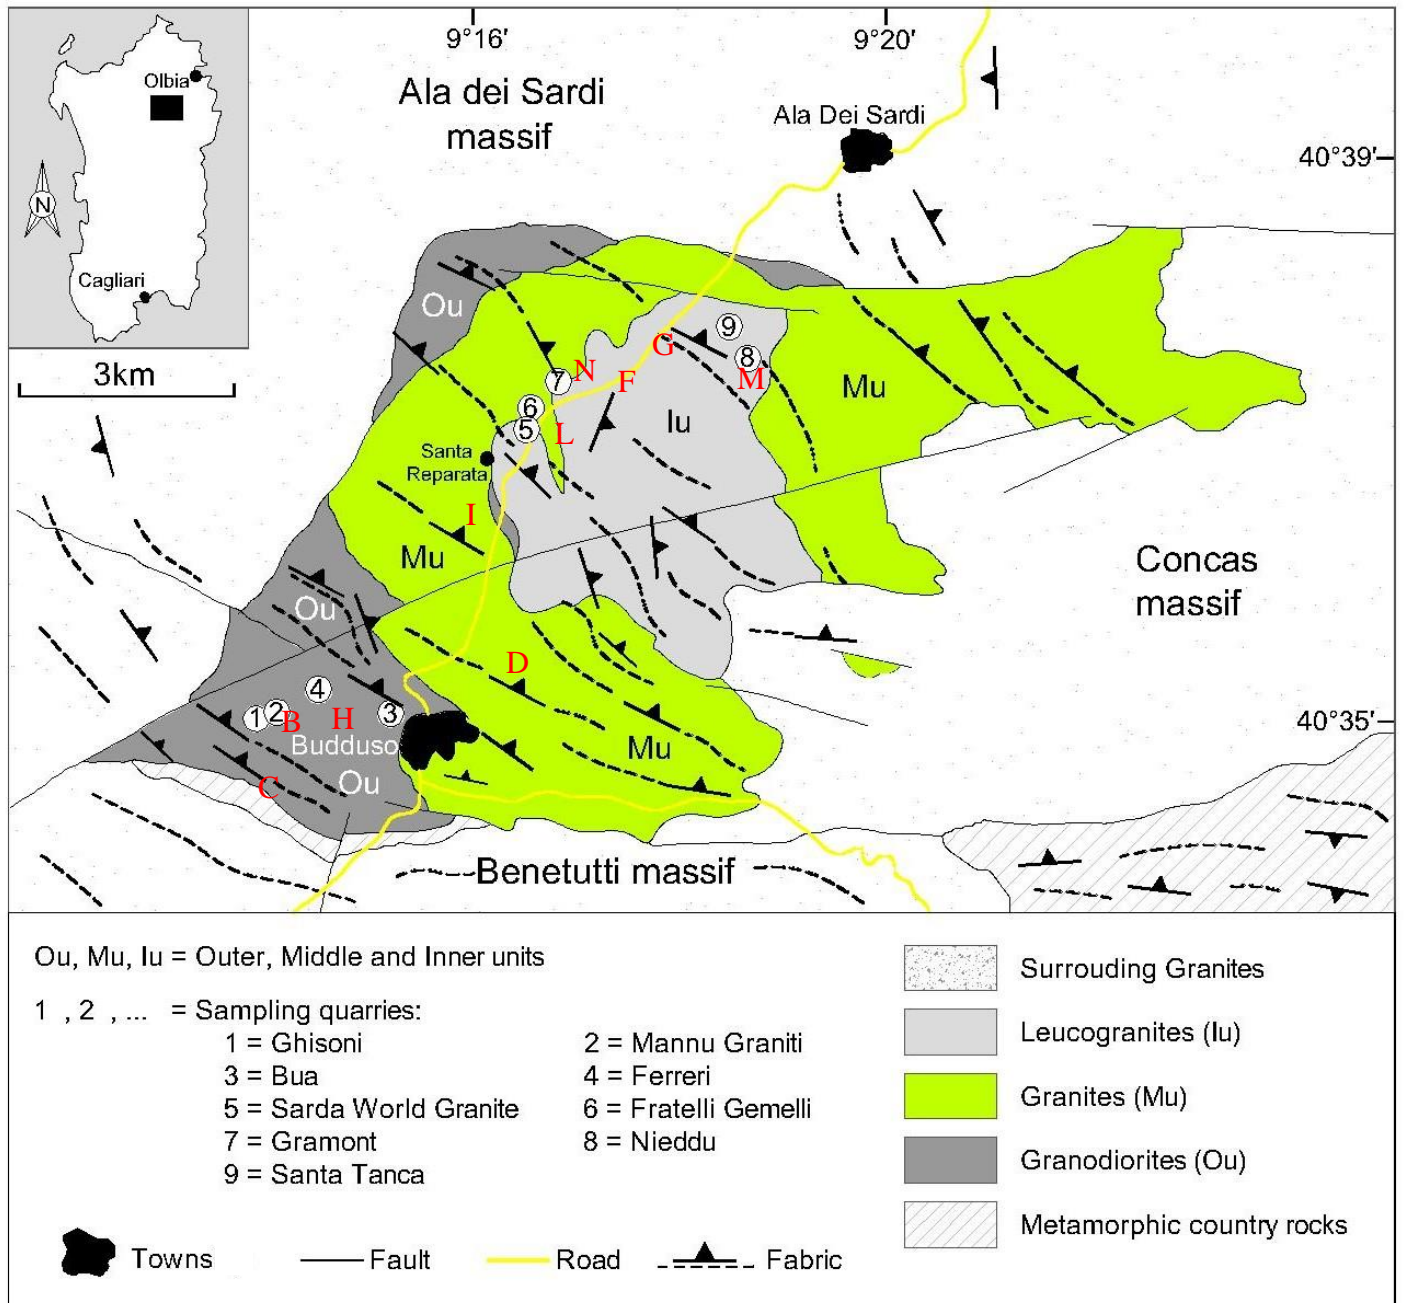 9°16′
9°20′
Olbia
N
Cagliari
3km
Ala dei Sardi
massif
Ala Dei Sardi
40°39′
Ou
9
G
8
M
N
F
7
Mu
6
5
L
Iu
Santa
Reparata
I
Mu
Concas
massif
Ou
D
4
1
2
B
H
3
40°35′
Budduso
Mu
C
Ou
Benetutti massif
Ou, Mu, Iu = Outer, Middle and Inner units
1 , 2 , ... = Sampling quarries:
1 = Ghisoni
2 = Mannu Graniti
3 = Bua
4 = Ferreri
5 = Sarda World Granite
6 = Fratelli Gemelli
7 = Gramont
8 = Nieddu
9 = Santa Tanca
Surrouding Granites
Leucogranites (Iu)
Granites (Mu)
Granodiorites (Ou)
Metamorphic country rocks
Towns
Fault
Road
Fabric